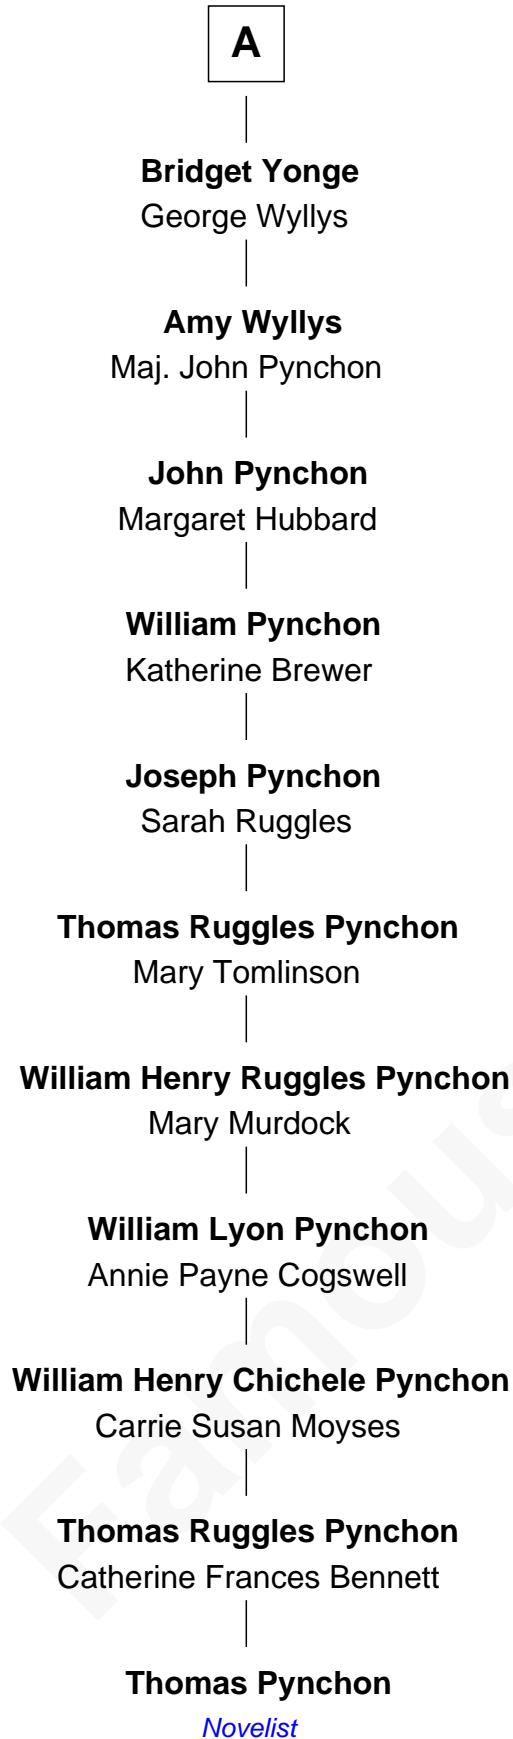 A
Bridget Yonge
George Wyllys
Amy Wyllys
Maj. John Pynchon
John Pynchon
Margaret Hubbard
William Pynchon
Katherine Brewer
Joseph Pynchon
Sarah Ruggles
Thomas Ruggles Pynchon
Mary Tomlinson
William Henry Ruggles Pynchon
Mary Murdock
William Lyon Pynchon
Annie Payne Cogswell
William Henry Chichele Pynchon
Carrie Susan Moyses
Thomas Ruggles Pynchon
Catherine Frances Bennett
Thomas Pynchon
Novelist
Famous